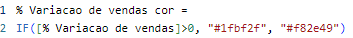 1 % Variacao de vendas cor =
2 IF([% Variacao de vendas]>0, "#1fbf2f", "#f82e49")